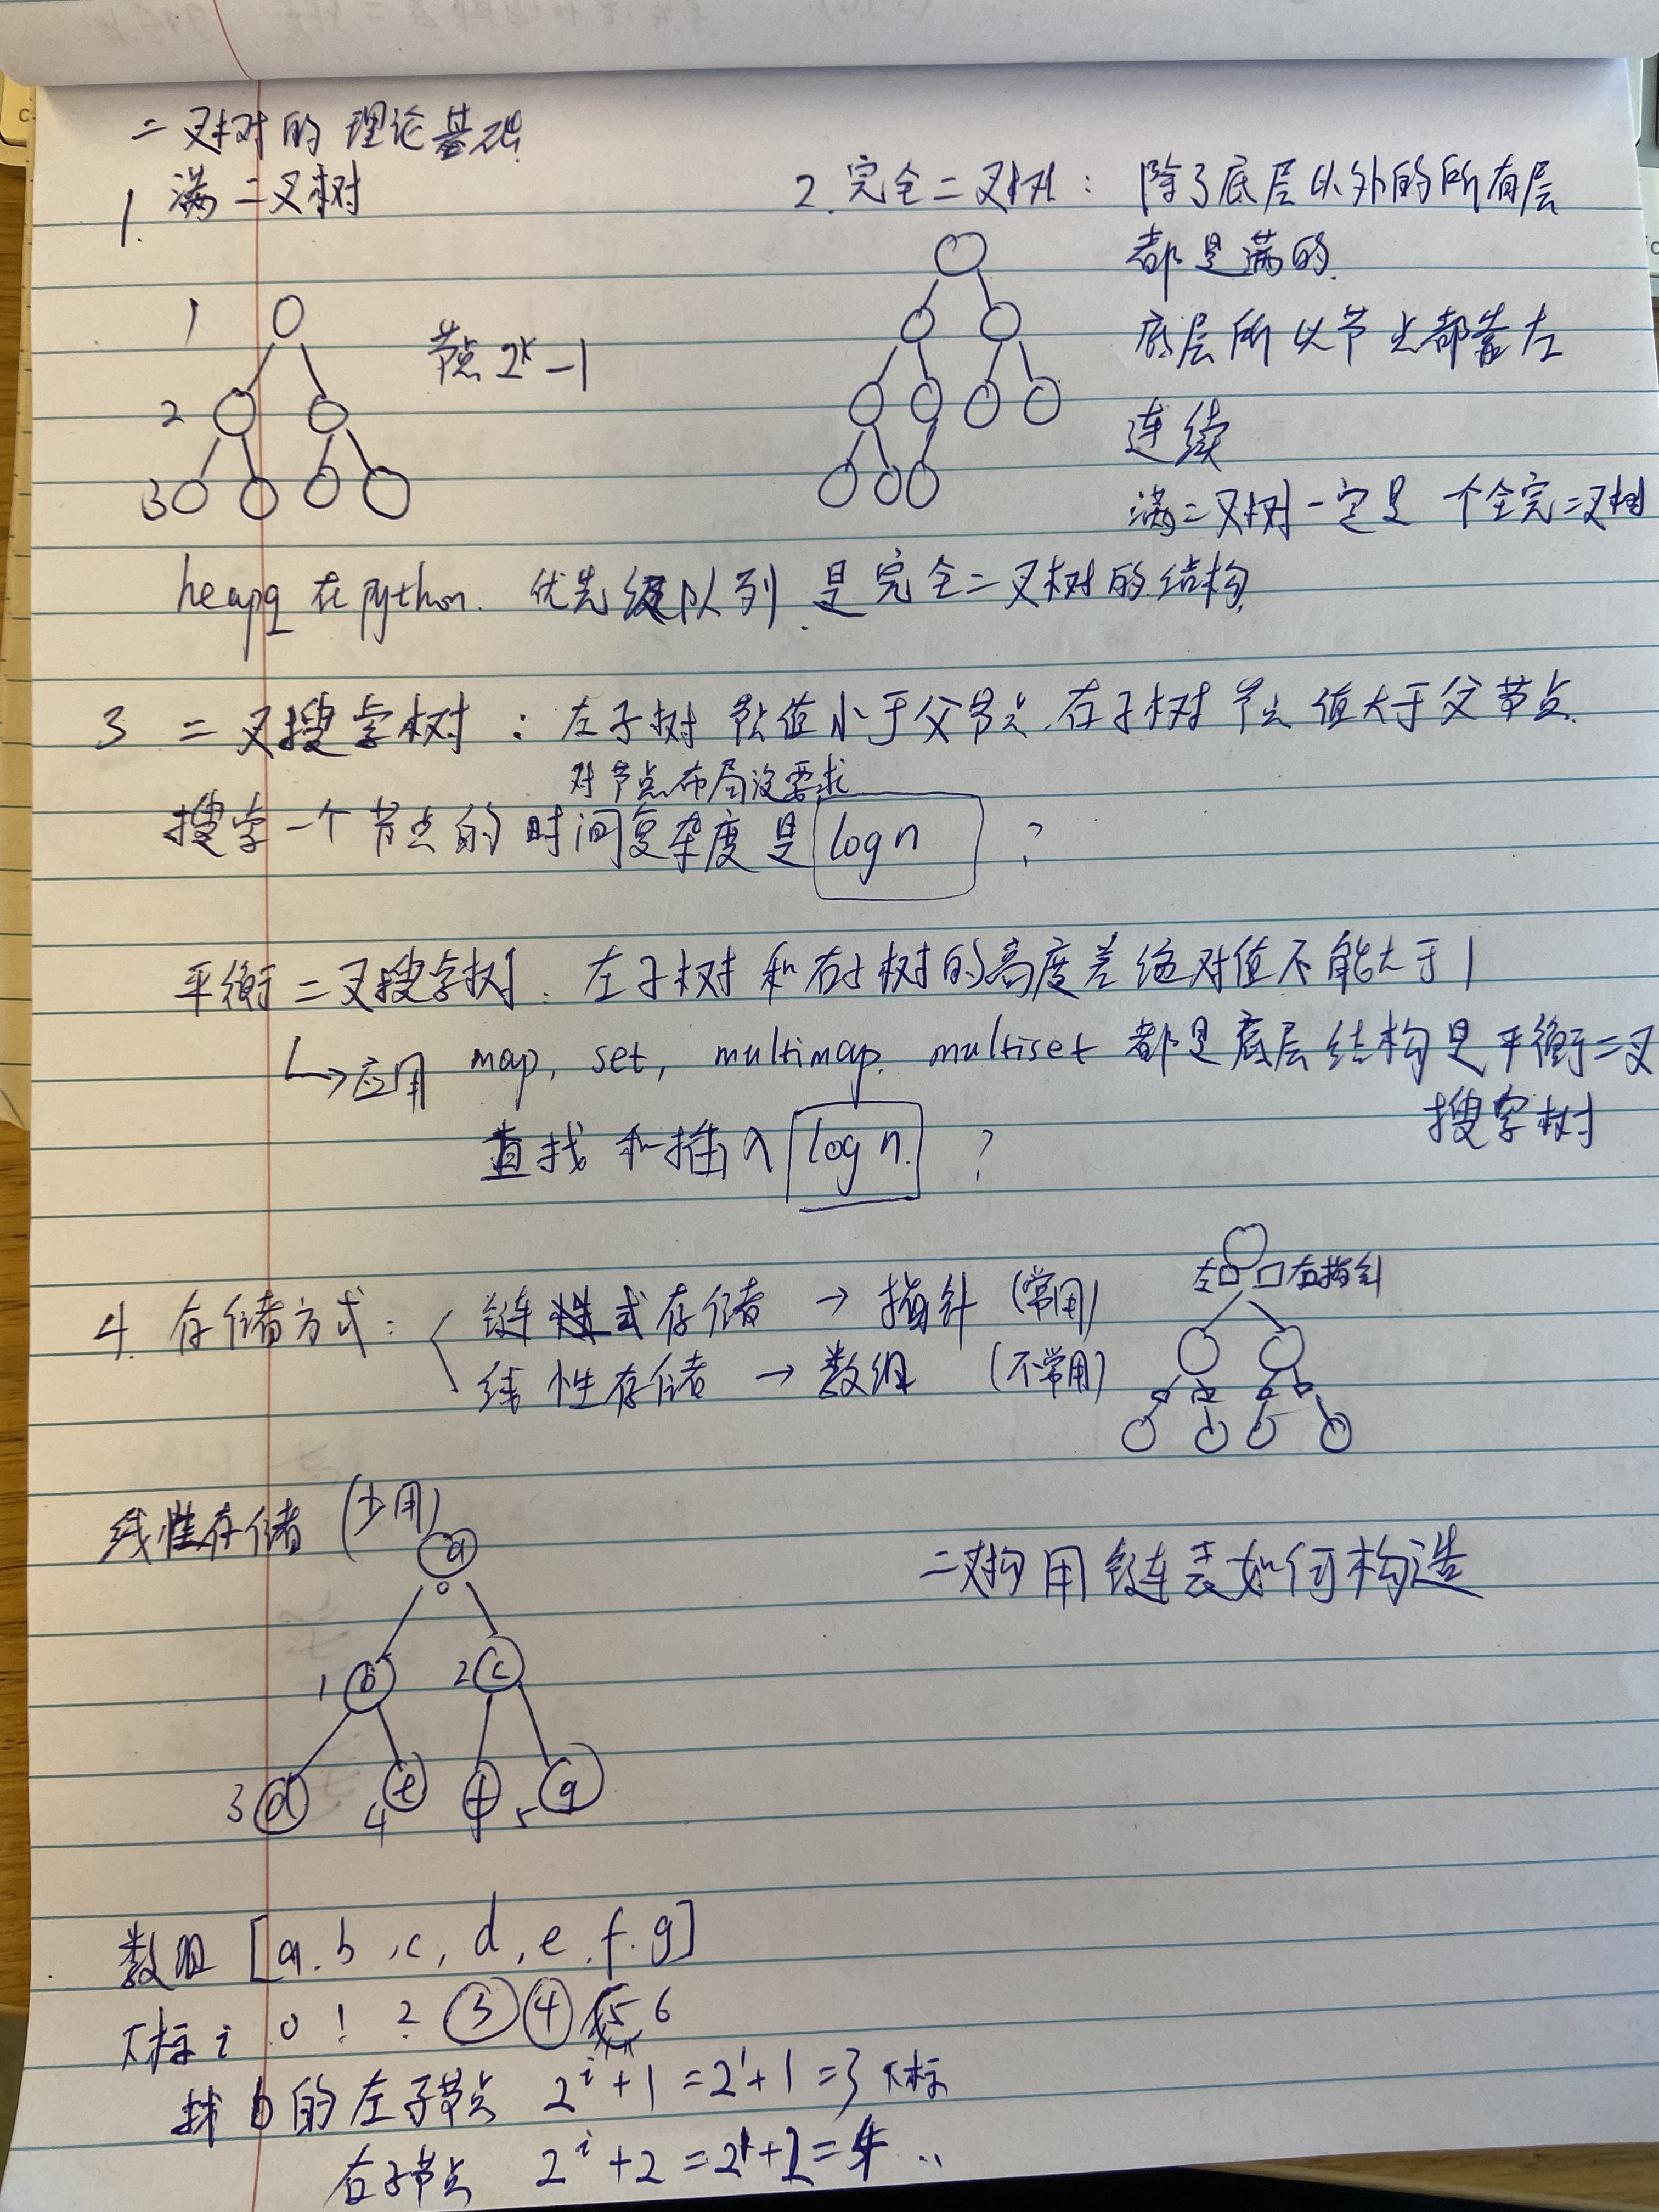 二叉树的理论基础
1. 满二叉树
1
节点 2^k-1
2
3
2. 完全二叉树: 除了底层以外的所有层
都是满的.
底层所以节点都靠左
连续
满二叉树一定是一个全完二叉树
heapq 在python. 优先级队列 是完全二叉树的结构.
3 二叉搜索树: 左子树 节点值小于父节点. 右子树 节点 值大于父节点.
对节点布局没要求
搜索一个节点的时间复杂度是 log n ?
平衡二叉搜索树. 左子树 和右子树的高度差绝对值不能大于1
↳应用 map, set, multimap. multiset 都是底层结构是平衡二叉
搜索树
查找和插入 log n. ?
4. 存储方式: 链式存储 → 指针 (常用)
线性存储 → 数组 (不常用)
左 右指针
线性存储 (少用)
二叉树用链表如何构造
a
0
1 b 2 c
3 d 4 e f 5 g
数组 [a. b, c, d, e, f. g]
下标 i 0 1 2 3 4 5 6
找b的左子节点 2^i+1=2^1+1=3 下标
右子节点 2^i+2=2^1+2=4 ..